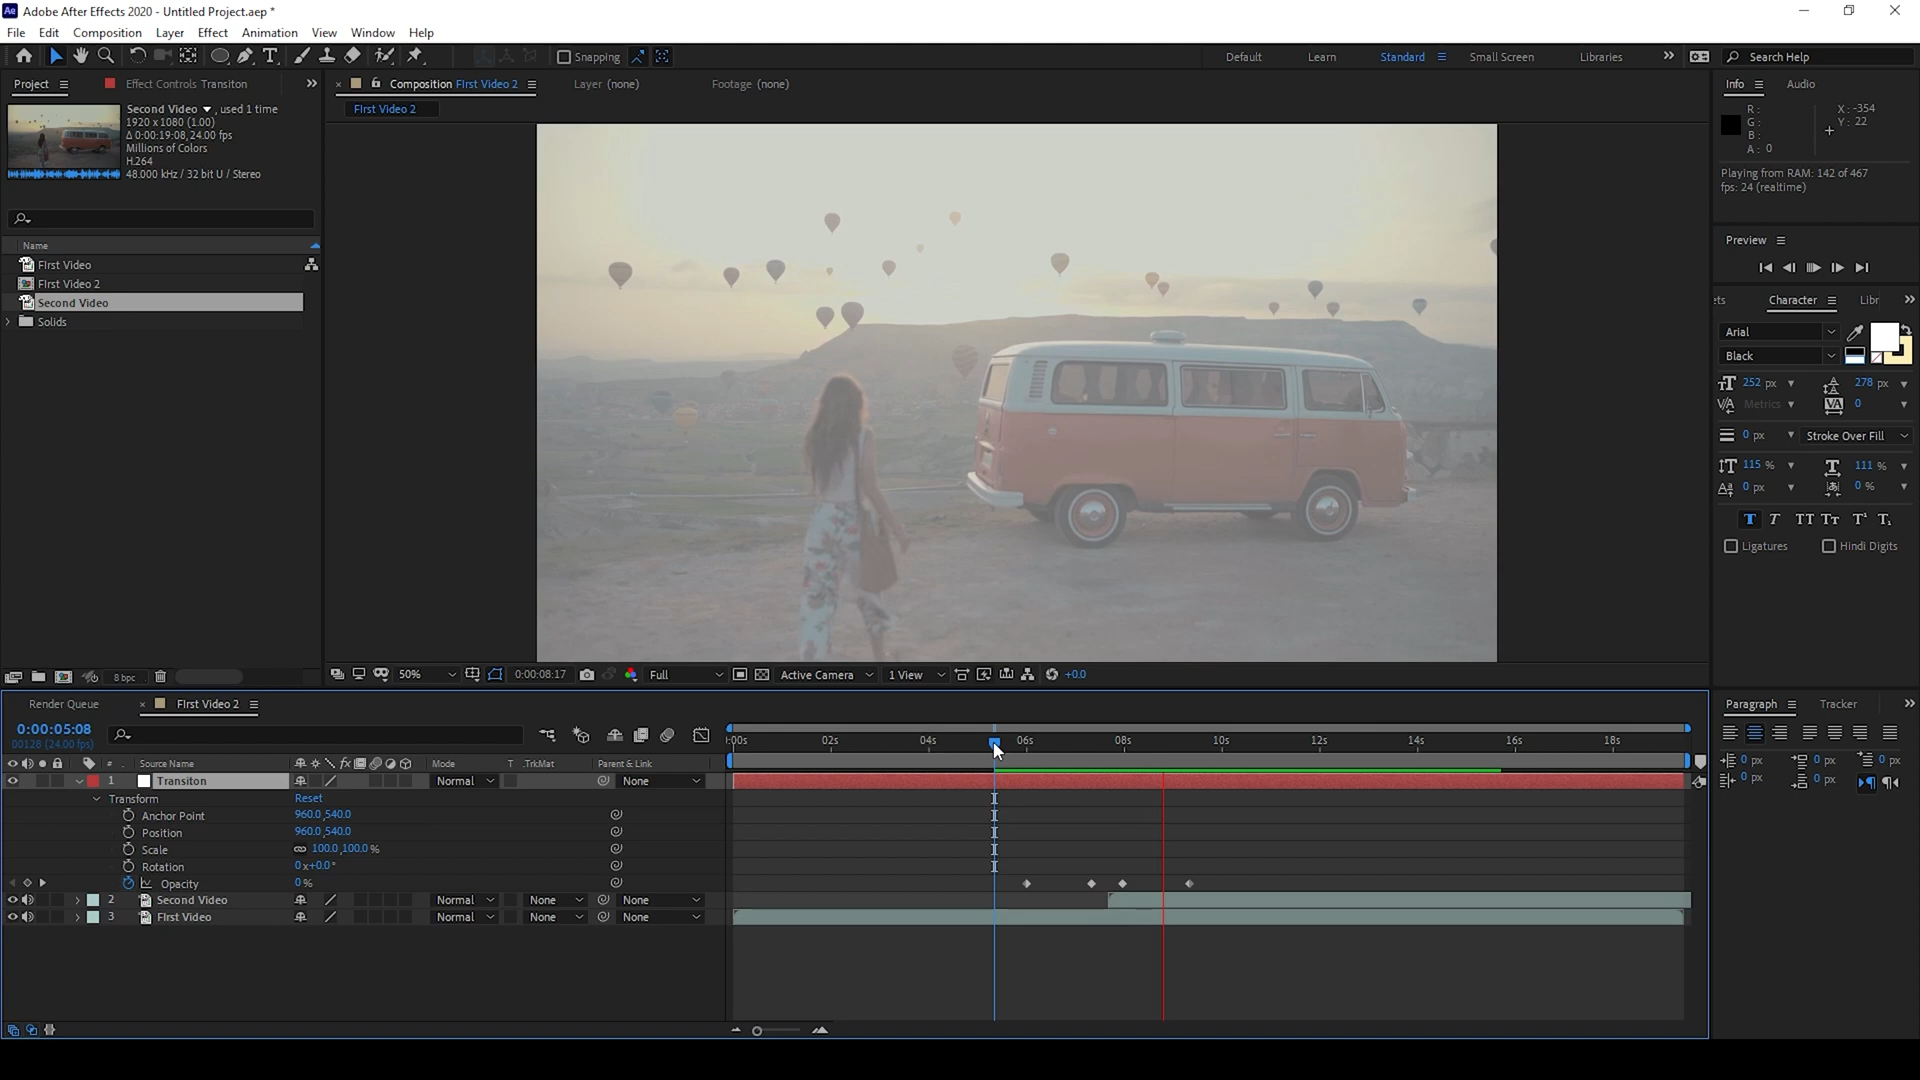 Adobe After Effects 2020 - Untitled Project.aep *
File Edit Composition Layer Effect Animation View Window Help
Snapping
Default Learn Standard Small Screen Libraries
Search Help
Project
Effect Controls Transiton
Second Video , used 1 time
1920 x 1080 (1.00)
Δ 0:00:19:08, 24.00 fps
Millions of Colors
H.264
48.000 kHz / 32 bit U / Stereo
Name
FIrst Video
FIrst Video 2
Second Video
Solids
8 bpc
Composition FIrst Video 2
Layer (none)
Footage (none)
FIrst Video 2
50%
0:00:08:17
Full
Active Camera
1 View
+0.0
Info Audio
R :
G :
B :
A : 0
X : -354
Y : 22
Playing from RAM: 142 of 467
fps: 24 (realtime)
Preview
ets Character Libr
Arial
Black
252 px
278 px
Metrics
0
0 px
Stroke Over Fill
115 %
111 %
0 px
0 %
Ligatures
Hindi Digits
Paragraph Tracker
0 px 0 px 0 px
0 px 0 px
Render Queue
FIrst Video 2
0:00:05:08
00128 (24.00 fps)
:00s 02s 04s 06s 08s 10s 12s 14s 16s 18s
# Source Name fx Mode T .TrkMat Parent & Link
1 Transiton Normal None
Transform Reset
Anchor Point 960.0,540.0
Position 960.0,540.0
Scale 100.0,100.0 %
Rotation 0x+0.0°
Opacity 0 %
2 Second Video Normal None None
3 FIrst Video Normal None None